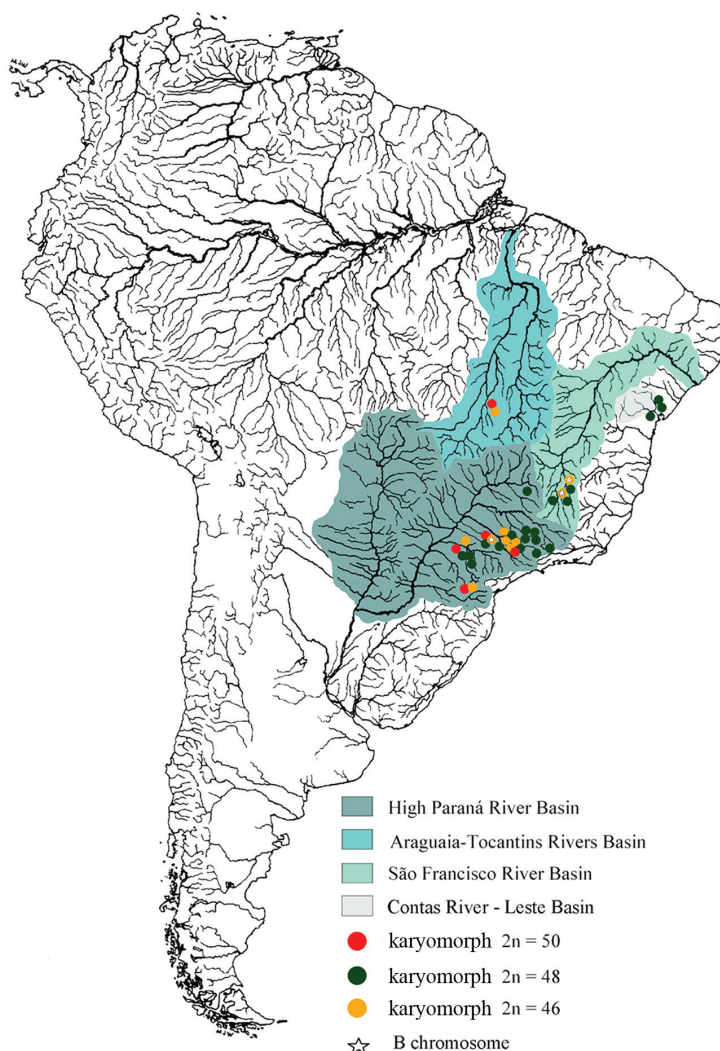 High Paraná River Basin
Araguaia-Tocantins Rivers Basin
São Francisco River Basin
Contas River - Leste Basin
karyomorph 2n = 50
karyomorph 2n = 48
karyomorph 2n = 46
B chromosome